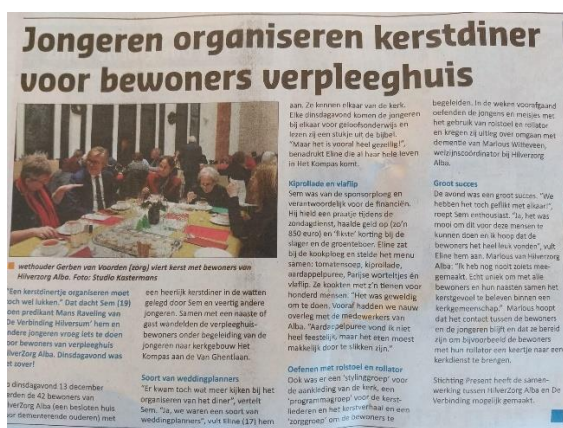 Jongeren organiseren kerstdiner
voor bewoners verpleeghuis
wethouder Gerben van Voorden (zorg) viert kerst met bewoners van
Hilverzorg Alba. Foto: Studio Kastermans
"Een kerstdiner organiseren moet
toch wel lukken." Dat dacht Sem (19)
toen predikant Mans Raveling van
De Verbinding Hilversum hem en
andere jongeren vroeg iets te doen
voor bewoners van verpleeghuis
HilverZorg Alba. Dinsdagavond was
het zover!
dinsdagavond 13 december
werden de 42 bewoners van
HilverZorg Alba (een besloten huis
voor dementerende ouderen) met
een heerlijk kerstdiner in de watten
gelegd door Sem en veertig andere
jongeren. Samen met een naaste of
gast wandelden de verpleeghuis-
bewoners onder begeleiding van de
jongeren naar kerkgebouw Het
Kompas aan de Van Ghentlaan.
Soort van weddingplanners
"Er kwam toch wat meer kijken bij het
organiseren van het diner", vertelt
Sem. "Ja, we waren een soort van
weddingplanners", vult Eline (17) hem
aan. Ze kennen elkaar van de kerk.
Elke dinsdagavond komen de jongeren
bij elkaar voor geloofsonderwijs en
lezen zij een stukje uit de bijbel.
"Maar het is vooral heel gezellig!",
benadrukt Eline die al haar hele leven
in Het Kompas komt.
Kiprollade en vlaflip
Sem was van de sponsorploeg en
verantwoordelijk voor de financiën.
Hij hield een praatje tijdens de
zondagdienst, haalde geld op (zo'n
850 euro) en 'fikste' korting bij de
slager en de groenteboer. Eline zat
bij de kookploeg en stelde het menu
samen: tomatensoep, kiprollade,
aardappelpuree, Parijse worteltjes én
vlaflip. Ze kookten met z'n tienen voor
honderd mensen. "Het was geweldig
om te doen. Vooraf hadden we nauw
overleg met de medewerkers van
Alba. "Aardappelpuree vond ik niet
heel feestelijk, maar het eten moest
makkelijk door te slikken zijn."
Oefenen met rolstoel en rollator
Ook was er een 'stylinggroep' voor
de aankleding van de kerk, een
'programmagroep' voor de kerst-
liederen en het kerstverhaal en een
'zorggroep' om de bewoners te
begeleiden. In de weken voorafgaand
oefenden de jongens en meisjes met
het gebruik van rolstoel en rollator
en kregen zij uitleg over omgaan met
dementie van Marlous Witteveen,
welzijnscoördinator bij Hilverzorg
Alba.
Groot succes
De avond was een groot succes. "We
hebben het toch geflikt met elkaar!",
roept Sem enthousiast. "Ja, het was
mooi om dit voor deze mensen te
kunnen doen en ik hoop dat de
bewoners het heel leuk vonden", vult
Eline hem aan. Marlous van Hilverzorg
Alba: "Ik heb nog nooit zoiets mee-
gemaakt. Echt uniek om met alle
bewoners en hun naasten samen het
kerstgevoel te beleven binnen een
kerkgemeenschap." Marlous hoopt
dat het contact tussen de bewoners
en de jongeren blijft en dat ze bereid
zijn om bijvoorbeeld de bewoners
met hun rollator een keertje naar een
kerkdienst te brengen.
Stichting Present heeft de samen-
werking tussen HilverZorg Alba en De
Verbinding mogelijk gemaakt.